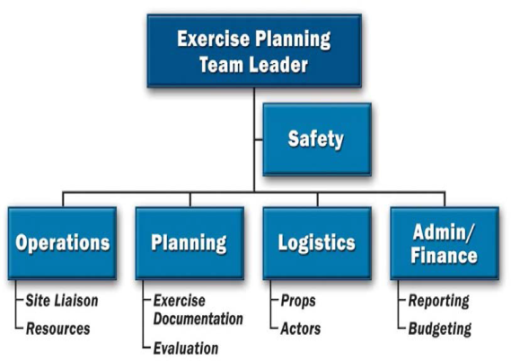 Exercise Planning
Team Leader
Safety
Operations
Planning
Logistics
Admin/
Finance
Site Liaison
Resources
Exercise
Documentation
Evaluation
Props
Actors
Reporting
Budgeting